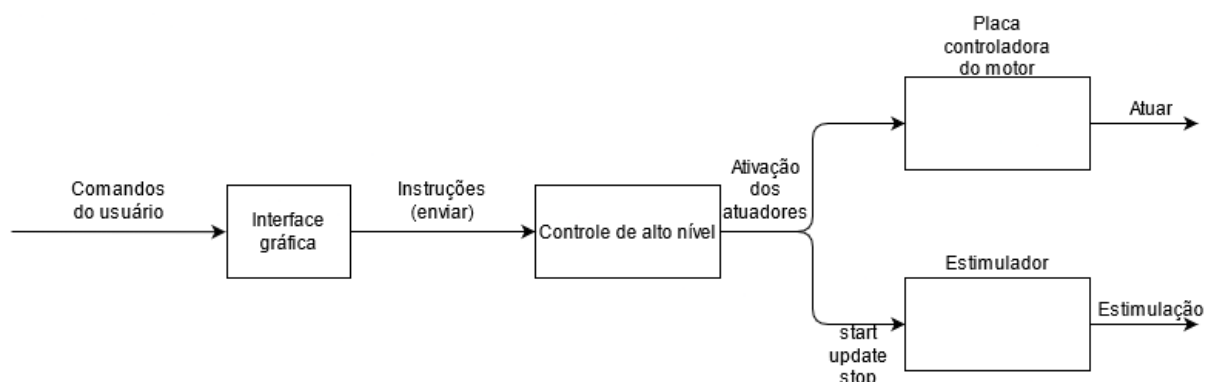 Placa
controladora
do motor
Atuar
Comandos
do usuário
Interface
gráfica
Instruções
(enviar)
Controle de alto nível
Ativação
dos
atuadores
Estimulador
Estimulação
start
update
stop